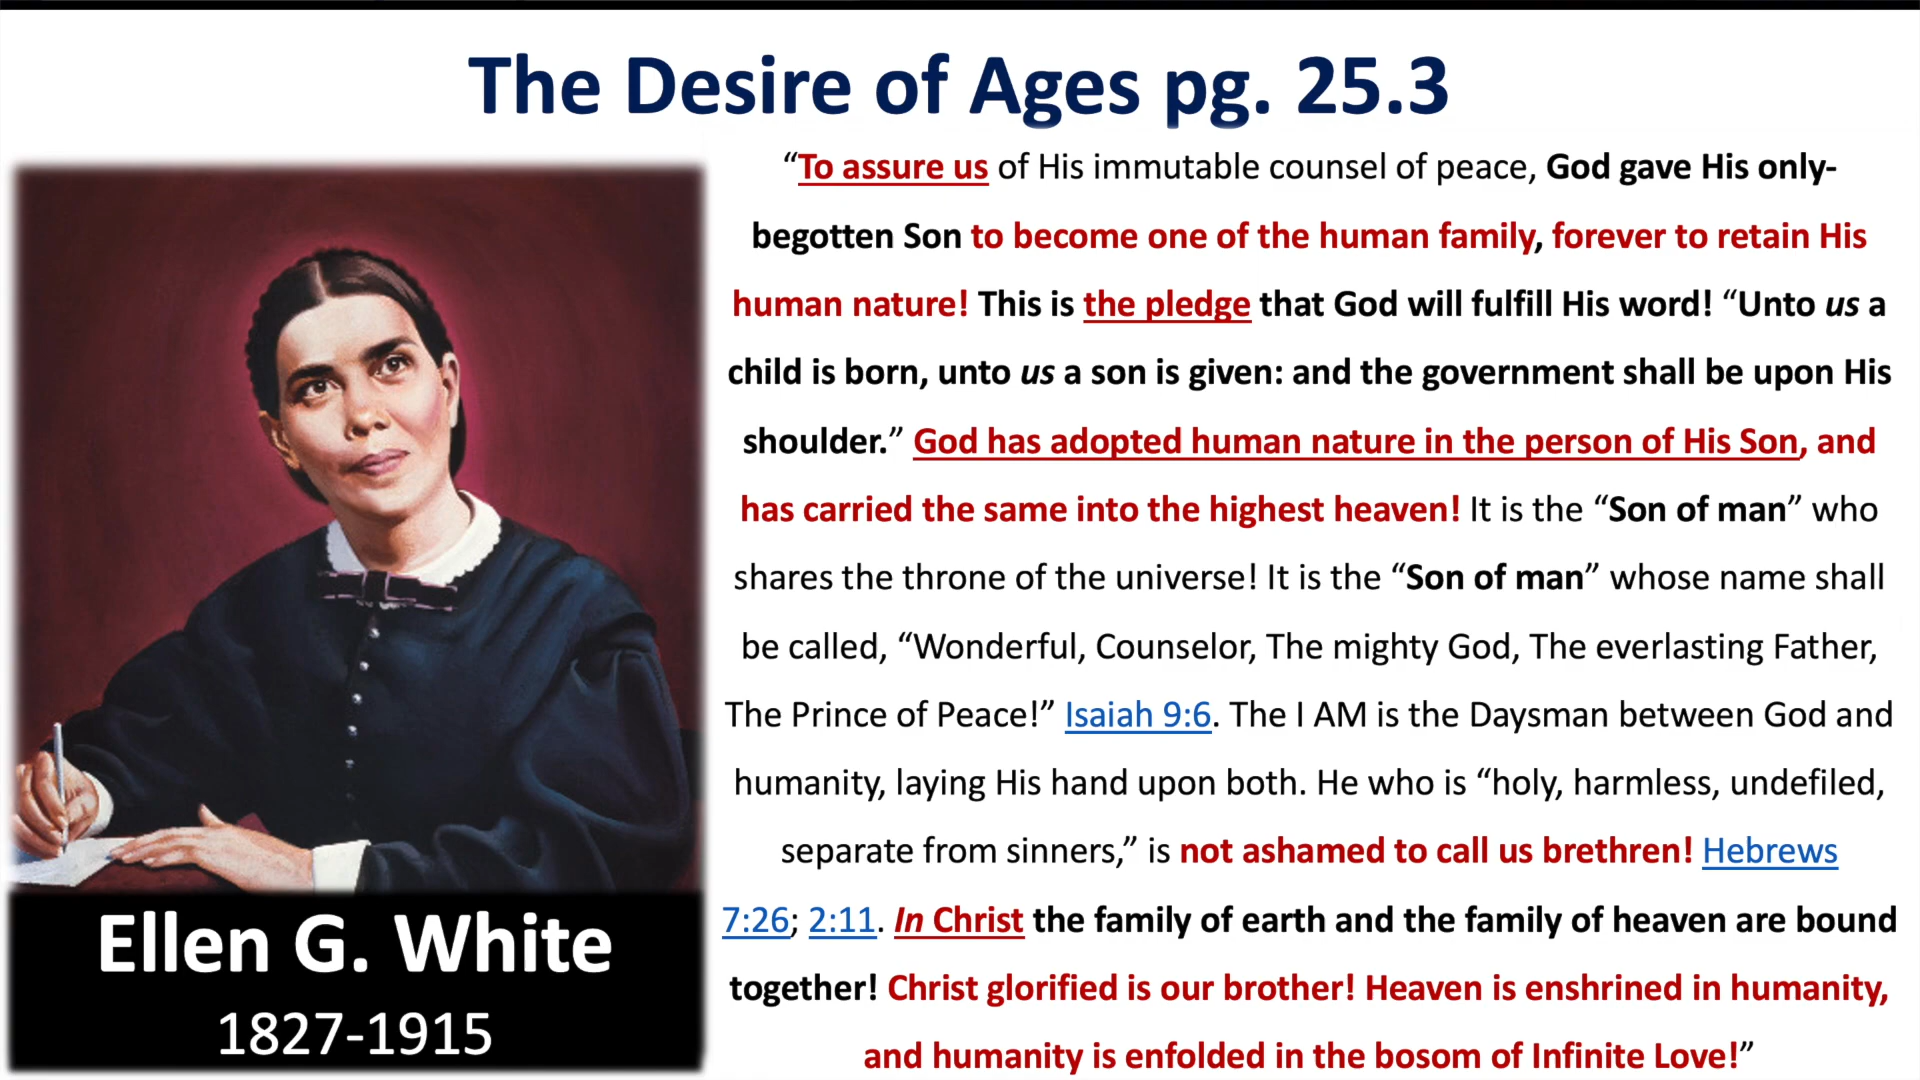 The Desire of Ages pg. 25.3
“To assure us of His immutable counsel of peace, God gave His only-
begotten Son to become one of the human family, forever to retain His
human nature! This is the pledge that God will fulfill His word! “Unto us a
child is born, unto us a son is given: and the government shall be upon His
shoulder.” God has adopted human nature in the person of His Son, and
has carried the same into the highest heaven! It is the “Son of man” who
shares the throne of the universe! It is the “Son of man” whose name shall
be called, “Wonderful, Counselor, The mighty God, The everlasting Father,
The Prince of Peace!” Isaiah 9:6. The I AM is the Daysman between God and
humanity, laying His hand upon both. He who is “holy, harmless, undefiled,
separate from sinners,” is not ashamed to call us brethren! Hebrews
7:26; 2:11. In Christ the family of earth and the family of heaven are bound
together! Christ glorified is our brother! Heaven is enshrined in humanity,
and humanity is enfolded in the bosom of Infinite Love!”
Ellen G. White
1827-1915